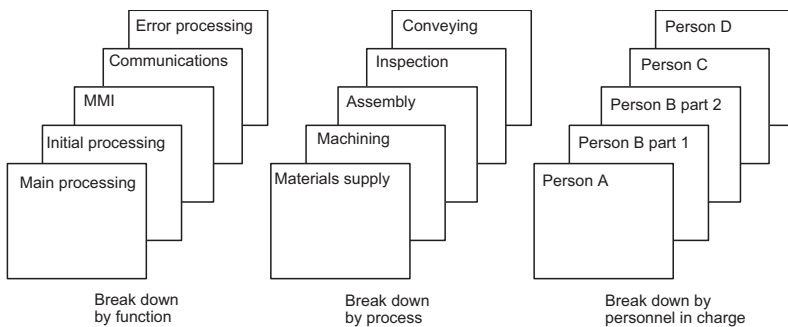 Error processing
Communications
MMI
Initial processing
Main processing
Break down
by function
Conveying
Inspection
Assembly
Machining
Materials supply
Break down
by process
Person D
Person C
Person B part 2
Person B part 1
Person A
Break down by
personnel in charge